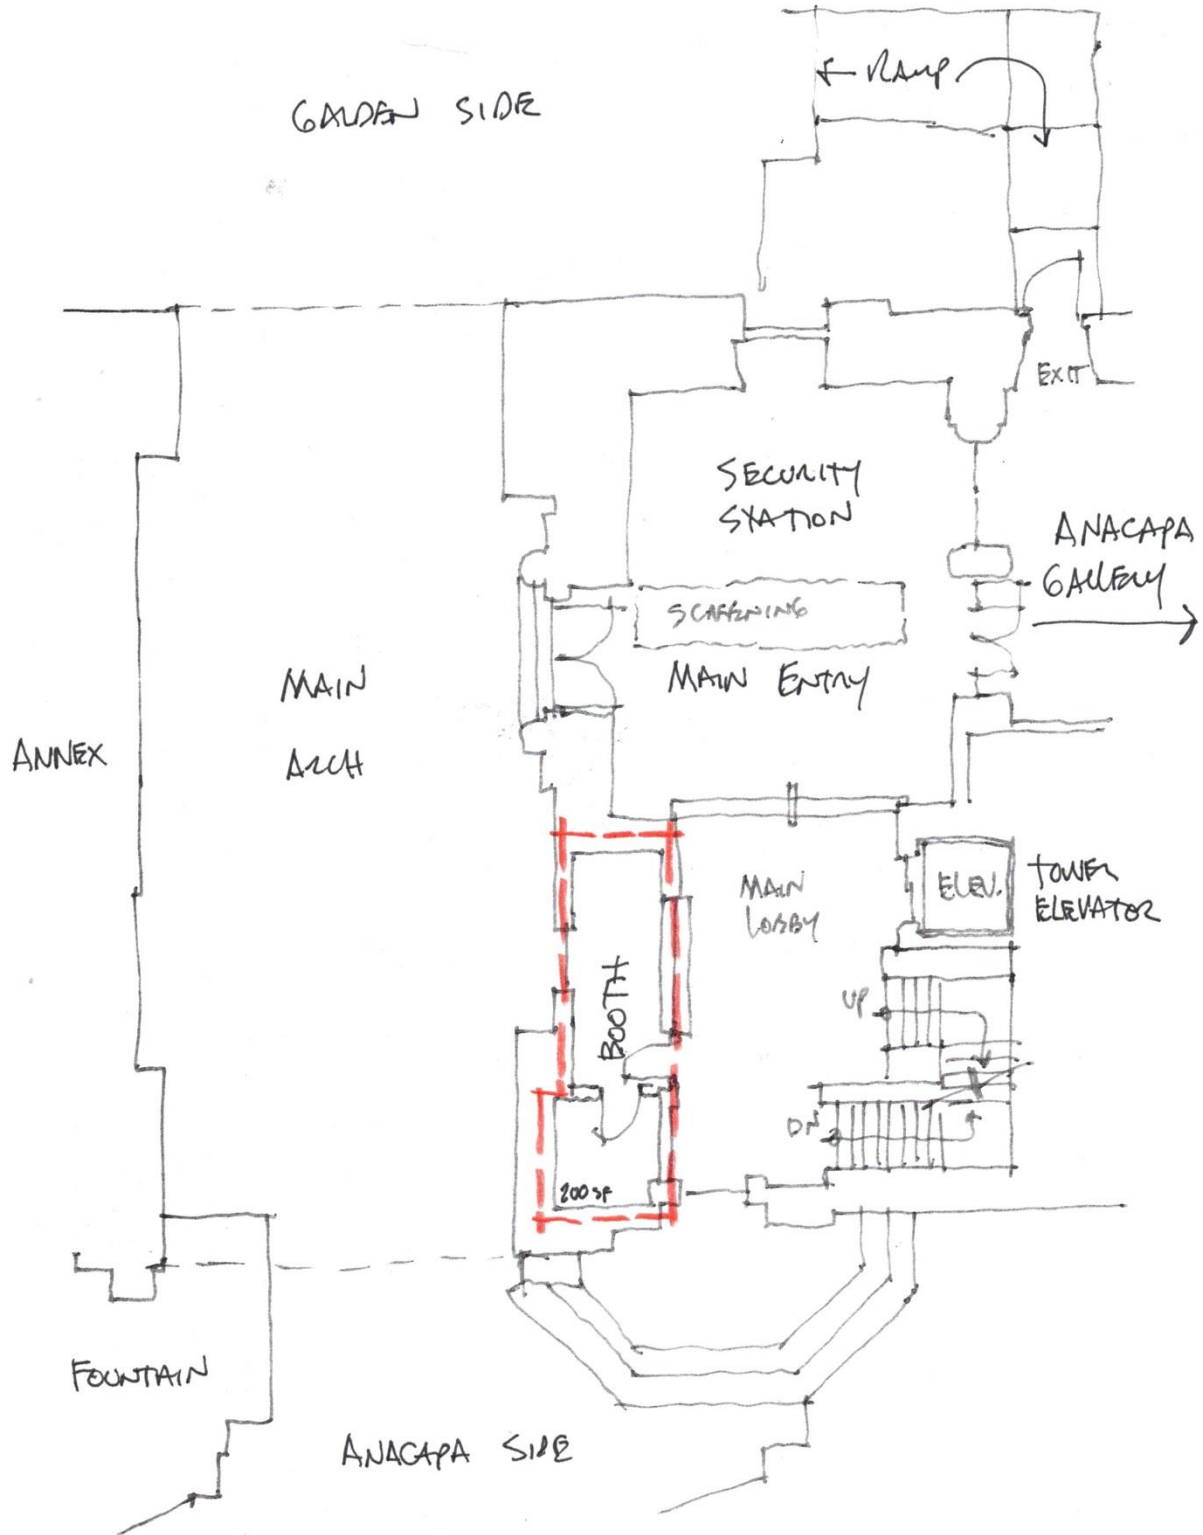 ← RAMP
GARDEN SIDE
EXIT
SECURITY
STATION
ANACAPA
GALLERY
SCREENING
MAIN ENTRY
MAIN
ARCH
ANNEX
MAIN
LOBBY
ELEV.
TOWER
ELEVATOR
BOOTH
UP
DN
200 SF
FOUNTAIN
ANACAPA SIDE